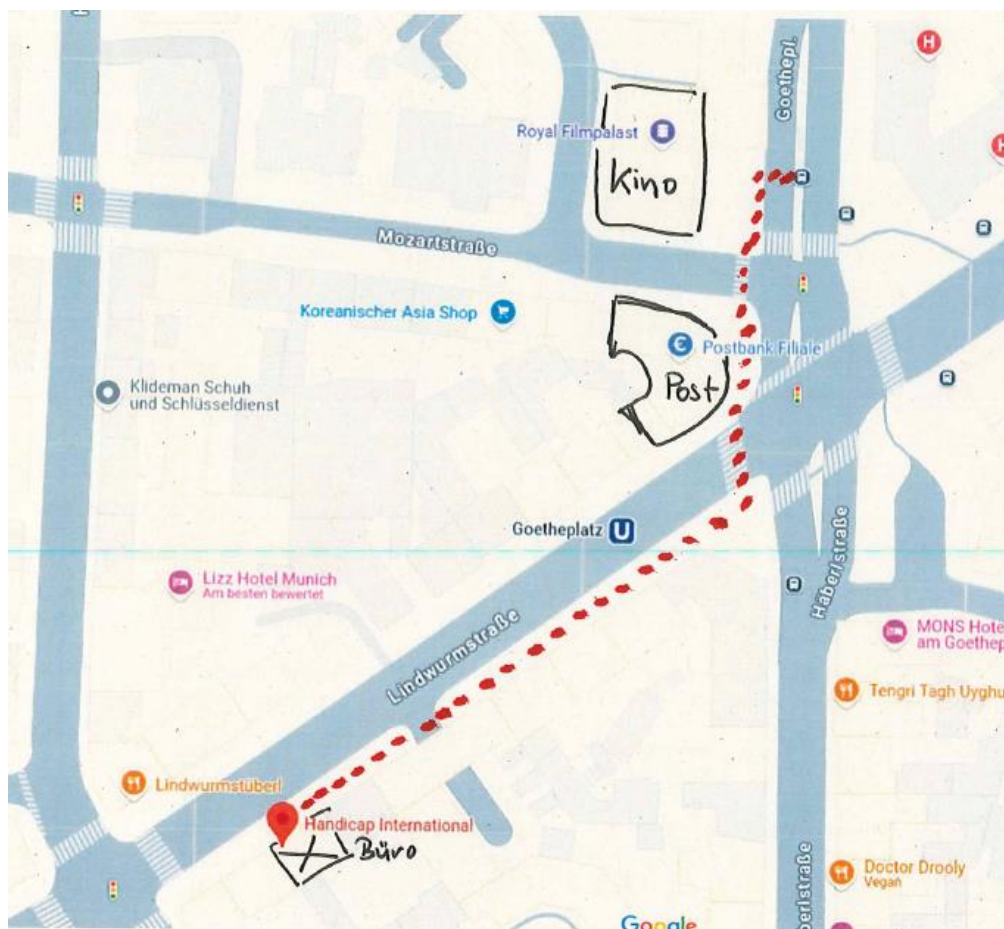 Goethepl.
Royal Filmpalast
Kino
Mozartstraße
Koreanischer Asia Shop
Postbank Filiale
Post
Klideman Schuh
und Schlüsseldienst
Goetheplatz
U
Häberlstraße
Lizz Hotel Munich
Am besten bewertet
MONS Hote
am Goethep
Lindwurmstraße
Tengri Tagh Uyghu
Lindwurmstüberl
Handicap International
Büro
Doctor Drooly
Vegan
berlstraße
Google
H
H
€